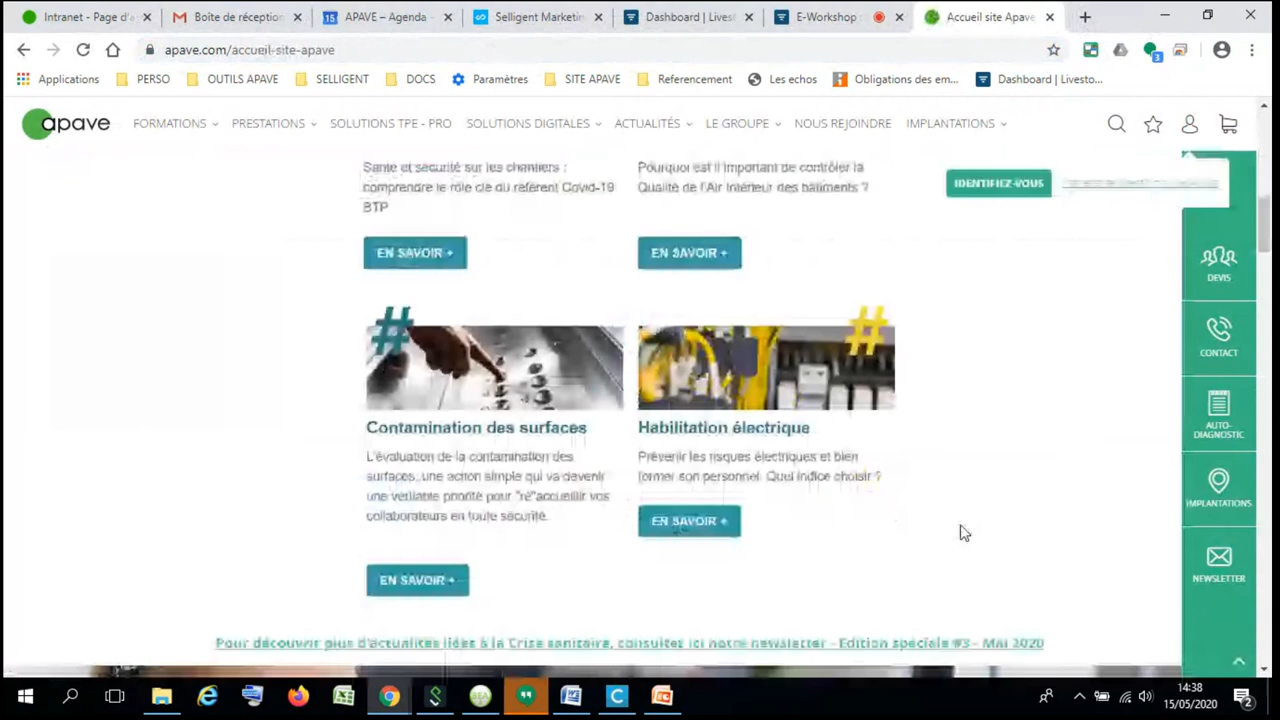 Intranet - Page d'a
Boîte de réception
APAVE – Agenda -
Selligent Marketin
Dashboard | Livest
E-Workshop
Accueil site Apave
apave.com/accueil-site-apave
Applications
PERSO
OUTILS APAVE
SELLIGENT
DOCS
Paramètres
SITE APAVE
Referencement
Les echos
Obligations des em...
Dashboard | Livesto...
3
apave
FORMATIONS
PRESTATIONS
SOLUTIONS TPE - PRO
SOLUTIONS DIGITALES
ACTUALITÉS
LE GROUPE
NOUS REJOINDRE
IMPLANTATIONS
Santé et sécurité sur les chantiers :
comprendre le rôle clé du référent Covid-19
BTP
Pourquoi est il important de contrôler la
Qualité de l'Air Intérieur des bâtiments ?
IDENTIFIEZ-VOUS
EN SAVOIR +
EN SAVOIR +
DEVIS
CONTACT
AUTO-
DIAGNOSTIC
IMPLANTATIONS
NEWSLETTER
#
#
Contamination des surfaces
L'évaluation de la contamination des
surfaces, une action simple qui va devenir
une véritable priorité pour "ré"accueillir vos
collaborateurs en toute sécurité.
EN SAVOIR +
Habilitation électrique
Prévenir les risques électriques et bien
former son personnel. Quel indice choisir ?
EN SAVOIR +
Pour découvrir plus d'actualités liées à la Crise sanitaire, consultez ici notre newsletter - Edition spéciale #3 - Mai 2020
14:38
15/05/2020
2